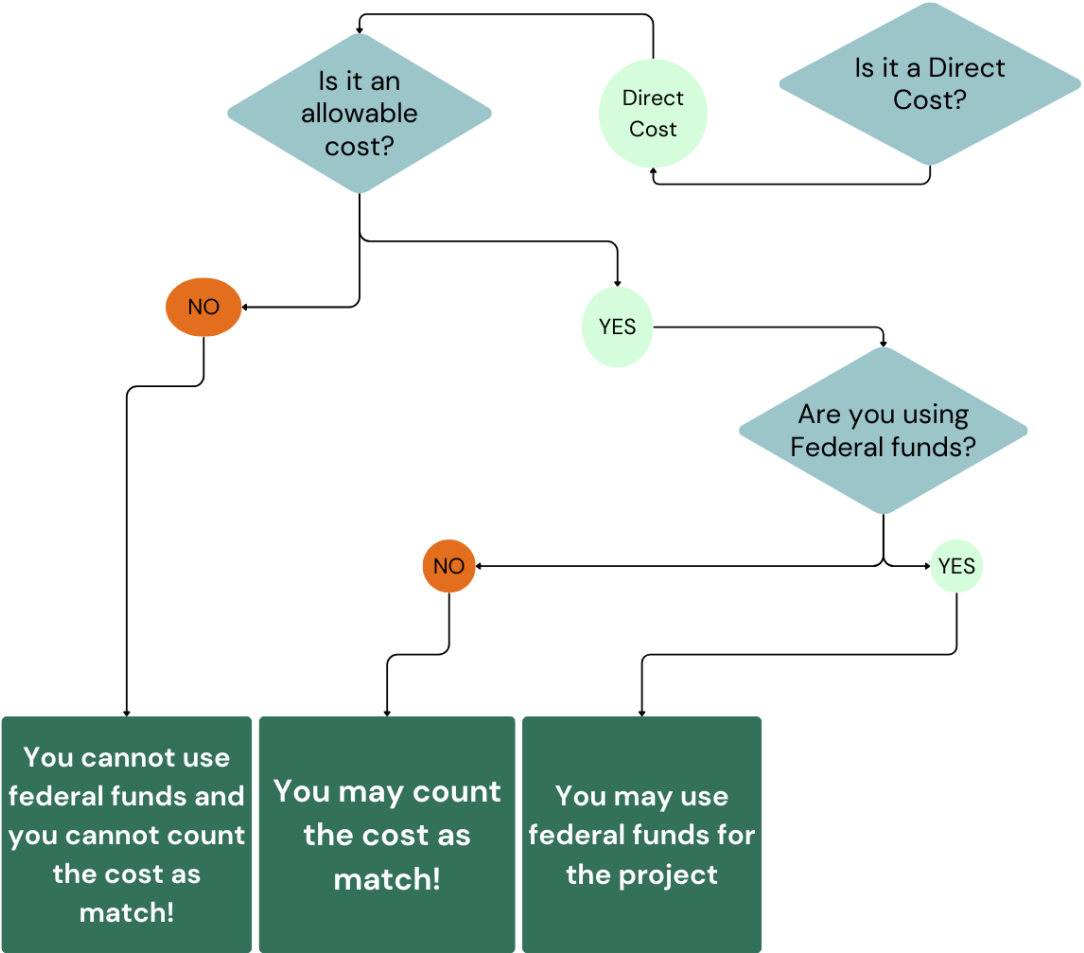 Is it a Direct
Cost?
Direct
Cost
Is it an
allowable
cost?
NO
YES
Are you using
Federal funds?
NO
YES
You cannot use
federal funds and
you cannot count
the cost as
match!
You may count
the cost as
match!
You may use
federal funds for
the project